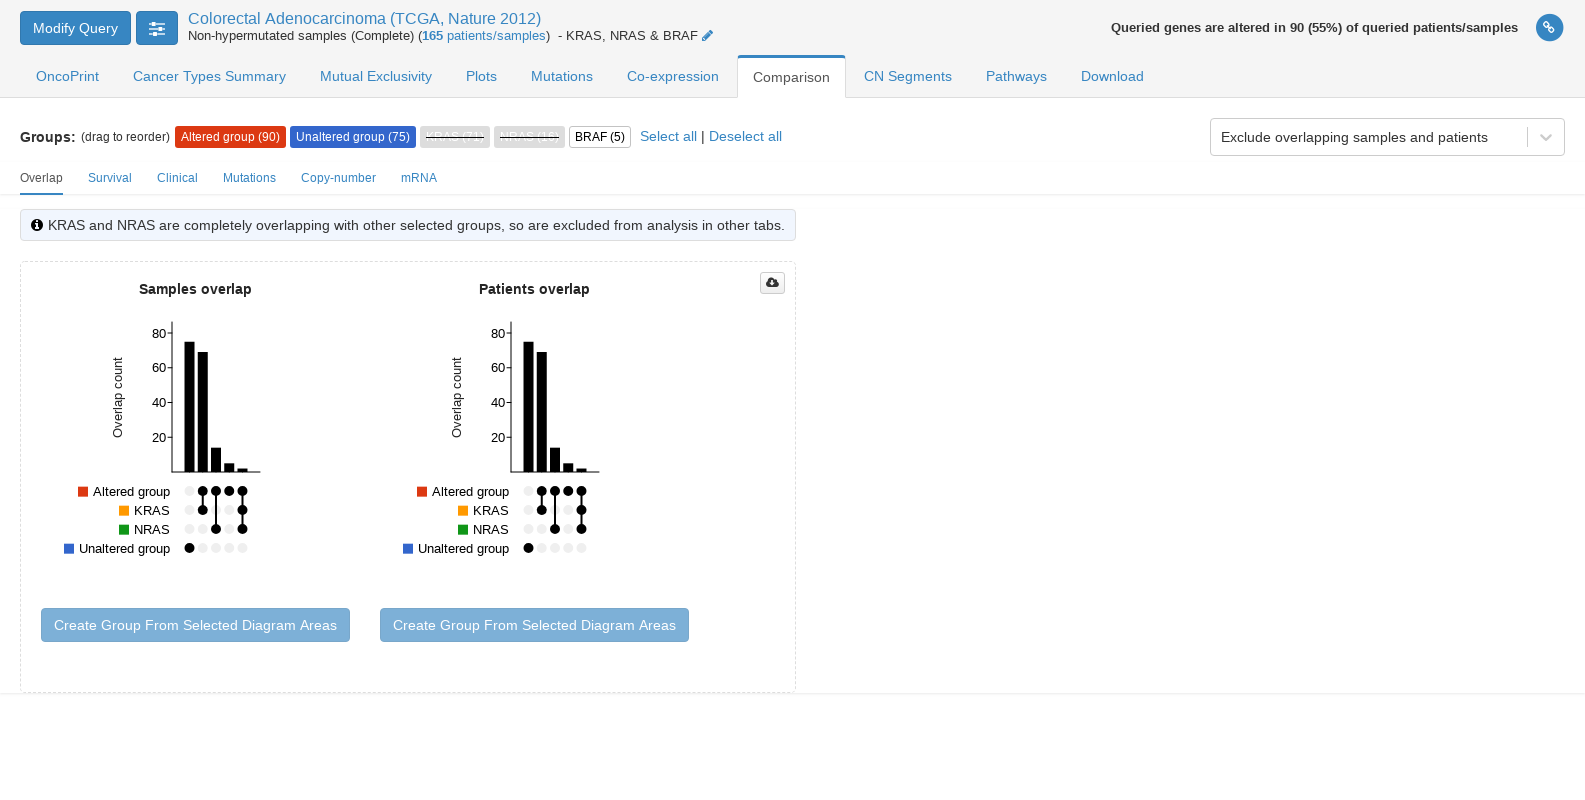 Modify Query
Colorectal Adenocarcinoma (TCGA, Nature 2012)
Non-hypermutated samples (Complete) (165 patients/samples) - KRAS, NRAS & BRAF
Queried genes are altered in 90 (55%) of queried patients/samples
OncoPrint Cancer Types Summary Mutual Exclusivity Plots Mutations Co-expression Comparison CN Segments Pathways Download
Groups: (drag to reorder) Altered group (90) Unaltered group (75) KRAS (71) NRAS (16) BRAF (5) Select all | Deselect all
Exclude overlapping samples and patients
Overlap Survival Clinical Mutations Copy-number mRNA
KRAS and NRAS are completely overlapping with other selected groups, so are excluded from analysis in other tabs.
Samples overlap
80
60
40
20
Overlap count
Altered group
KRAS
NRAS
Unaltered group
Create Group From Selected Diagram Areas
Patients overlap
80
60
40
20
Overlap count
Altered group
KRAS
NRAS
Unaltered group
Create Group From Selected Diagram Areas